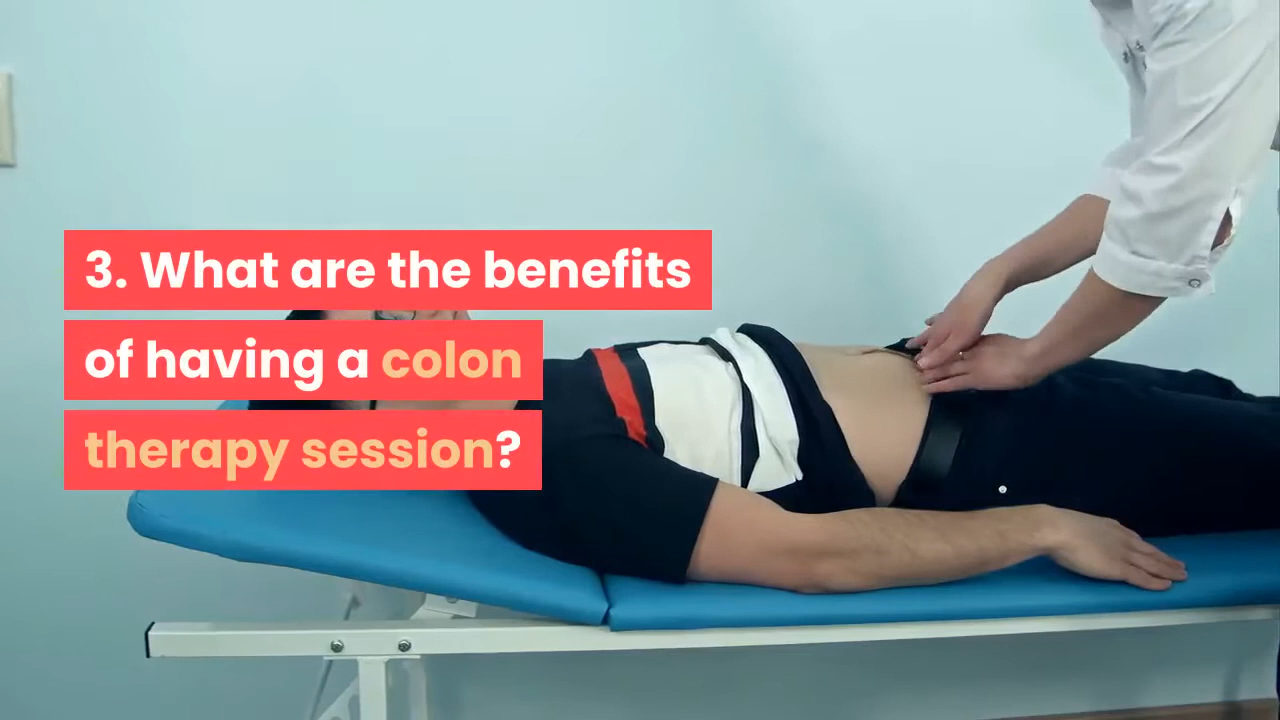 3. What are the benefits
of having a colon
therapy session?